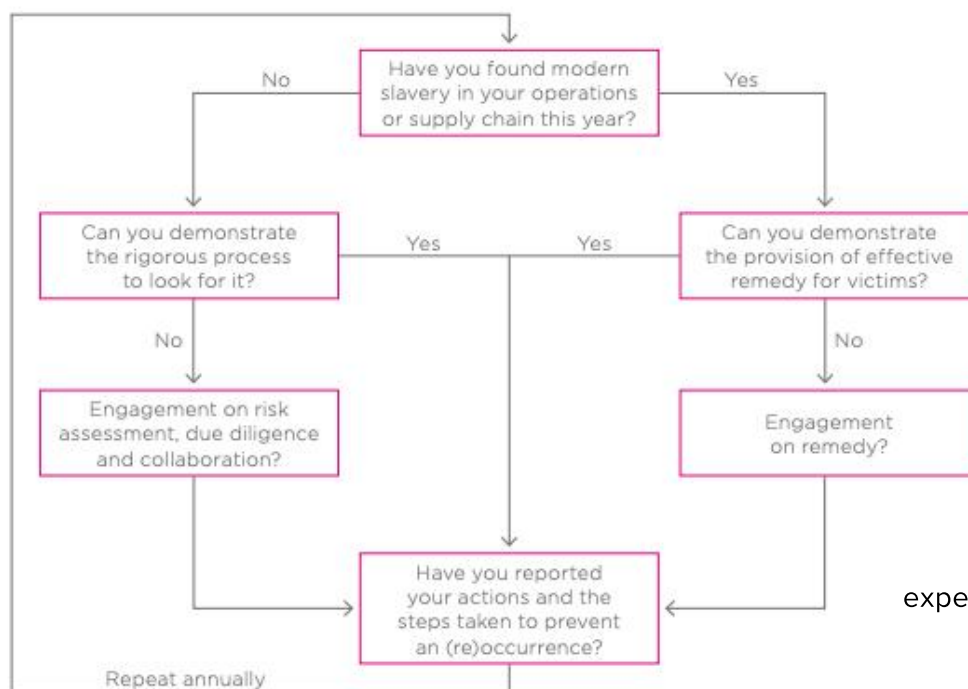 Have you found modern
slavery in your operations
or supply chain this year?
No
Yes
Can you demonstrate
the rigorous process
to look for it?
Yes
Yes
Can you demonstrate
the provision of effective
remedy for victims?
No
No
Engagement on risk
assessment, due diligence
and collaboration?
Engagement
on remedy?
Have you reported
your actions and the
steps taken to prevent
an (re)occurrence?
expe
Repeat annually